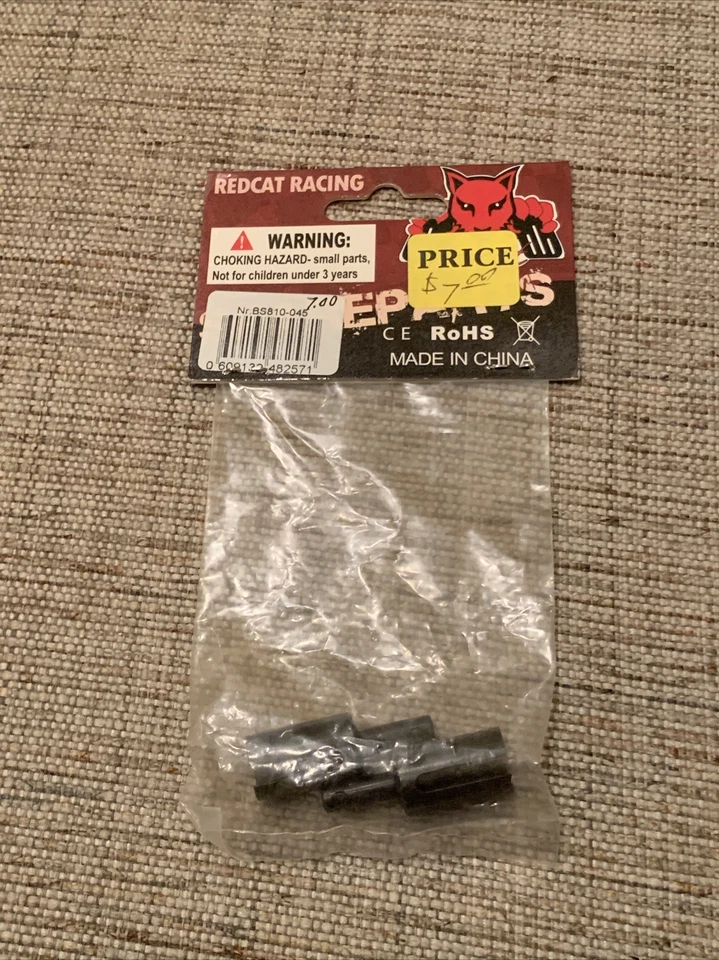 REDCAT RACING
WARNING:
CHOKING HAZARD- small parts,
Not for children under 3 years
PRICE
$7.00
7.00
Nr.BS810-045
CE RoHS
MADE IN CHINA